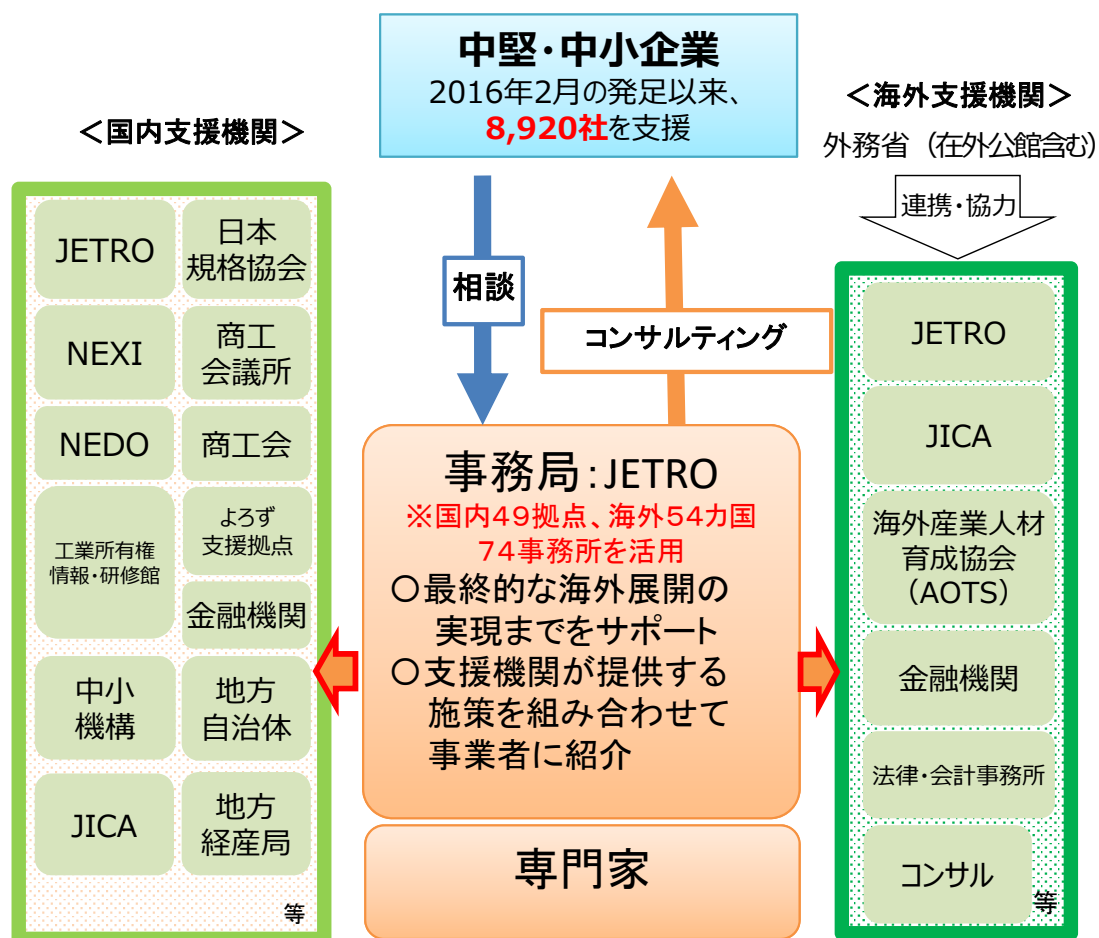 中堅・中小企業
2016年2月の発足以来、
8,920社を支援
＜国内支援機関＞
JETRO
日本
規格協会
NEXI
商工
会議所
NEDO
商工会
工業所有権
情報・研修館
よろず
支援拠点
金融機関
中小
機構
地方
自治体
JICA
地方
経産局
等
相談
コンサルティング
事務局：JETRO
※国内４９拠点、海外５４カ国
７４事務所を活用
○最終的な海外展開の
実現までをサポート
○支援機関が提供する
施策を組み合わせて
事業者に紹介
専門家
＜海外支援機関＞
外務省（在外公館含む）
連携・協力
JETRO
JICA
海外産業人材
育成協会
（AOTS）
金融機関
法律・会計事務所
コンサル
等